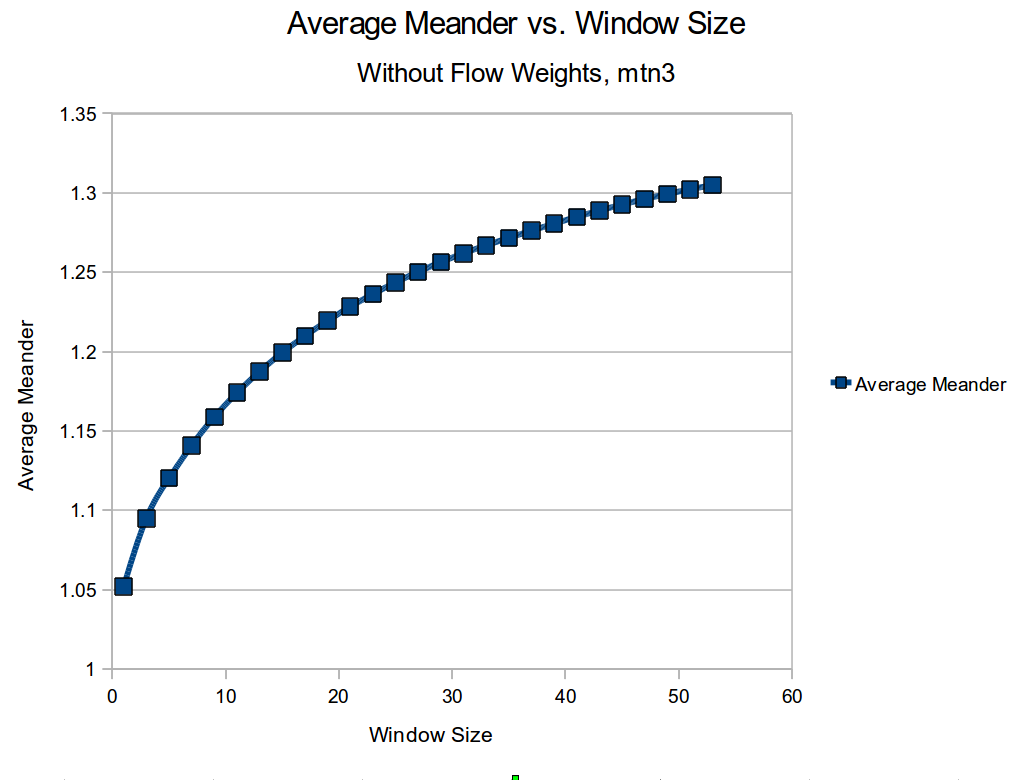 Average Meander vs. Window Size
Without Flow Weights, mtn3
1.35
1.3
1.25
1.2
1.15
1.1
1.05
1
Average Meander
0 10 20 30 40 50 60
Window Size
Average Meander